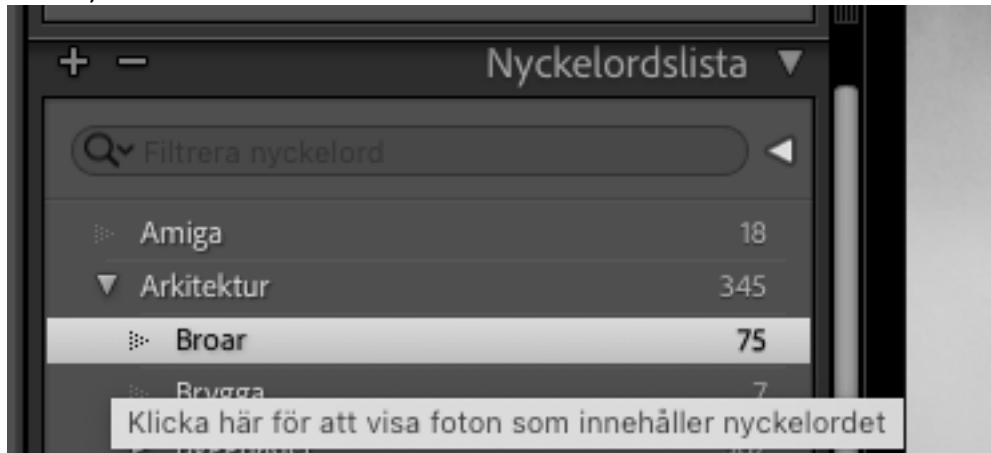 Nyckelordslista
Filtrera nyckelord
Amiga 18
Arkitektur 345
Broar 75
Brygga 7
Klicka här för att visa foton som innehåller nyckelordet